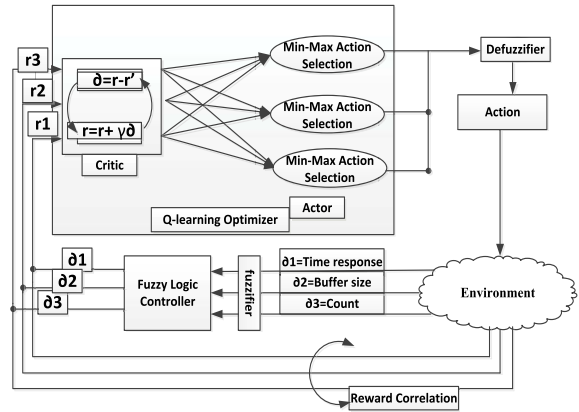 r3
r2
r1
∂=r-r’
r=r+ γ∂
Critic
Min-Max Action
Selection
Min-Max Action
Selection
Min-Max Action
Selection
Actor
Q-learning Optimizer
Defuzzifier
Action
∂1
∂2
∂3
Fuzzy Logic
Controller
fuzzifier
∂1=Time response
∂2=Buffer size
∂3=Count
Environment
Reward Correlation